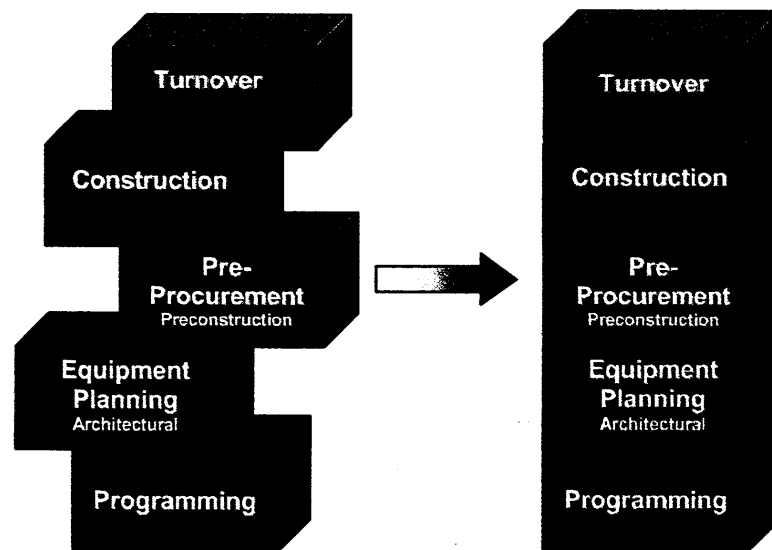 Turnover
Construction
Pre-
Procurement
Preconstruction
Equipment
Planning
Architectural
Programming
Turnover
Construction
Pre-
Procurement
Preconstruction
Equipment
Planning
Architectural
Programming